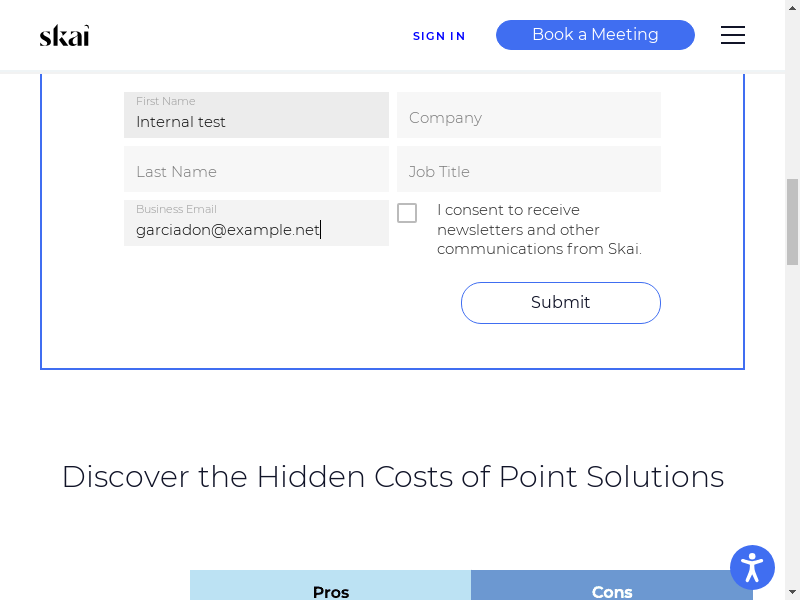 skai
SIGN IN
Book a Meeting
First Name
Internal test
Company
Last Name
Job Title
Business Email
garciadon@example.net
I consent to receive
newsletters and other
communications from Skai.
Submit
Discover the Hidden Costs of Point Solutions
Pros
Cons